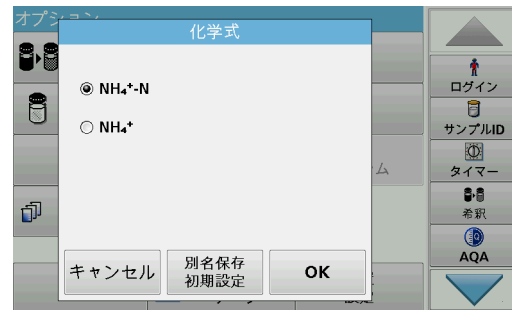 オプション
化学式
NH₄⁺-N
NH₄⁺
キャンセル
別名保存
初期設定
OK
ログイン
サンプルID
タイマー
希釈
AQA